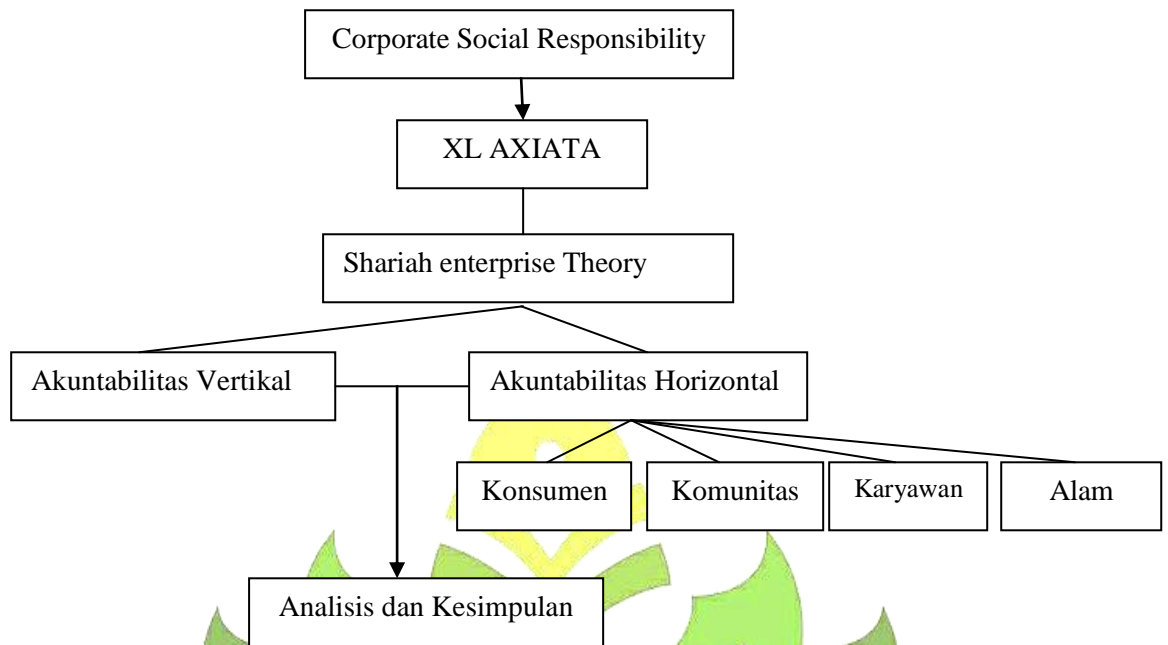 Corporate Social Responsibility
XL AXIATA
Shariah enterprise Theory
Akuntabilitas Vertikal
Akuntabilitas Horizontal
Konsumen
Komunitas
Karyawan
Alam
Analisis dan Kesimpulan